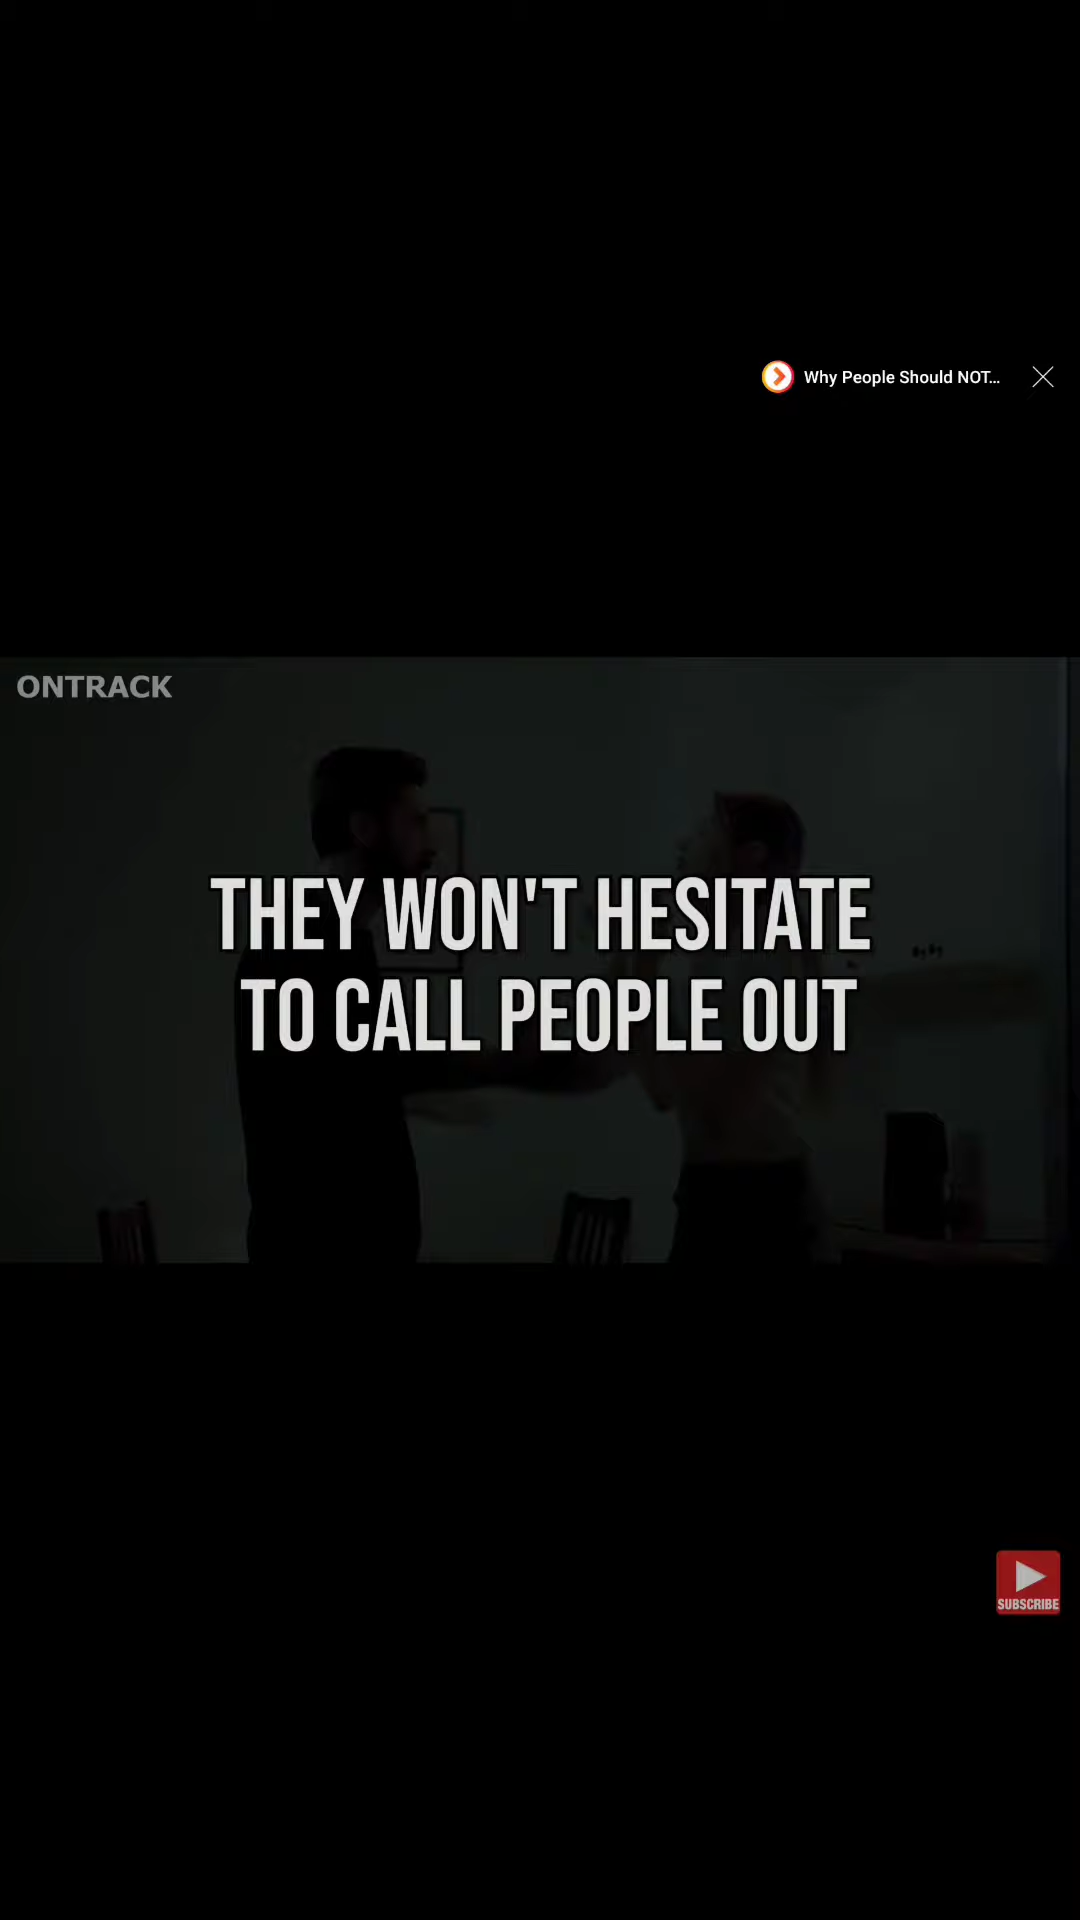 Why People Should NOT...
ONTRACK
THEY WON'T HESITATE
TO CALL PEOPLE OUT
SUBSCRIBE